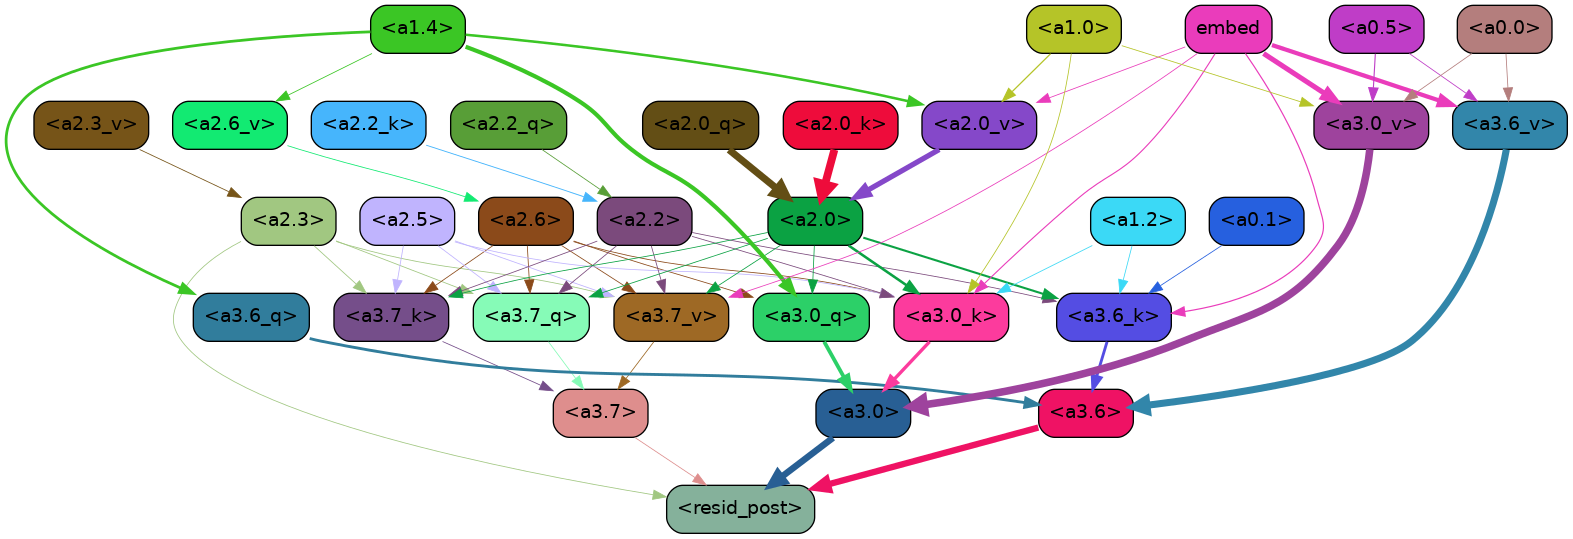 <a1.4>
<a1.0>
embed
<a0.5>
<a0.0>
<a2.3_v>
<a2.6_v>
<a2.2_k>
<a2.2_q>
<a2.0_q>
<a2.0_k>
<a2.0_v>
<a3.0_v>
<a3.6_v>
<a2.3>
<a2.5>
<a2.6>
<a2.2>
<a2.0>
<a1.2>
<a0.1>
<a3.6_q>
<a3.7_k>
<a3.7_q>
<a3.7_v>
<a3.0_q>
<a3.0_k>
<a3.6_k>
<a3.7>
<a3.0>
<a3.6>
<resid_post>